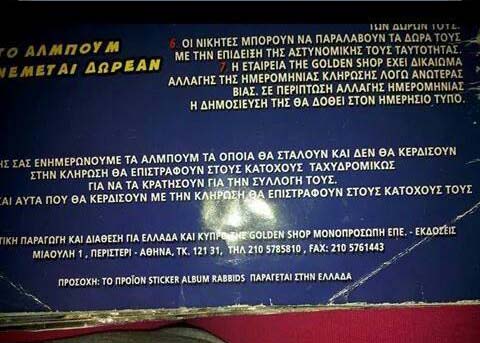 ΤΩΝ ΔΩΡΩΝ ΤΟΥΣ.
6. ΟΙ ΝΙΚΗΤΕΣ ΜΠΟΡΟΥΝ ΝΑ ΠΑΡΑΛΑΒΟΥΝ ΤΑ ΔΩΡΑ ΤΟΥΣ
ΜΕ ΤΗΝ ΕΠΙΔΕΙΞΗ ΤΗΣ ΑΣΤΥΝΟΜΙΚΗΣ ΤΟΥΣ ΤΑΥΤΟΤΗΤΑΣ.
7. Η ΕΤΑΙΡΕΙΑ THE GOLDEN SHOP ΕΧΕΙ ΔΙΚΑΙΩΜΑ
ΑΛΛΑΓΗΣ ΤΗΣ ΗΜΕΡΟΜΗΝΙΑΣ ΚΛΗΡΩΣΗΣ ΛΟΓΩ ΑΝΩΤΕΡΑΣ
ΒΙΑΣ. ΣΕ ΠΕΡΙΠΤΩΣΗ ΑΛΛΑΓΗΣ ΗΜΕΡΟΜΗΝΙΑΣ
Η ΔΗΜΟΣΙΕΥΣΗ ΤΗΣ ΘΑ ΔΟΘΕΙ ΣΤΟΝ ΗΜΕΡΗΣΙΟ ΤΥΠΟ.
ΤΟ ΑΛΜΠΟΥΜ
ΝΕΜΕΤΑΙ ΔΩΡΕΑΝ
ΗΣ ΣΑΣ ΕΝΗΜΕΡΩΝΟΥΜΕ ΤΑ ΑΛΜΠΟΥΜ ΤΑ ΟΠΟΙΑ ΘΑ ΣΤΑΛΟΥΝ ΚΑΙ ΔΕΝ ΘΑ ΚΕΡΔΙΣΟΥΝ
ΣΤΗΝ ΚΛΗΡΩΣΗ ΘΑ ΕΠΙΣΤΡΑΦΟΥΝ ΣΤΟΥΣ ΚΑΤΟΧΟΥΣ ΤΑΧΥΔΡΟΜΙΚΩΣ
ΓΙΑ ΝΑ ΤΑ ΚΡΑΤΗΣΟΥΝ ΓΙΑ ΤΗΝ ΣΥΛΛΟΓΗ ΤΟΥΣ.
ΚΑΙ ΑΥΤΑ ΠΟΥ ΘΑ ΚΕΡΔΙΣΟΥΝ ΜΕ ΤΗΝ ΚΛΗΡΩΣΗ ΘΑ ΕΠΙΣΤΡΑΦΟΥΝ ΣΤΟΥΣ ΚΑΤΟΧΟΥΣ ΤΟΥΣ
ΤΙΚΗ ΠΑΡΑΓΩΓΗ ΚΑΙ ΔΙΑΘΕΣΗ ΓΙΑ ΕΛΛΑΔΑ ΚΑΙ ΚΥΠΡΟ THE GOLDEN SHOP ΜΟΝΟΠΡΟΣΩΠΗ ΕΠΕ. - ΕΚΔΟΣΕΙΣ
ΜΙΑΟΥΛΗ 1 , ΠΕΡΙΣΤΕΡΙ - ΑΘΗΝΑ, ΤΚ. 121 31, ΤΗΛ 210 5785810 , FAX: 210 5761443
ΠΡΟΣΟΧΗ: ΤΟ ΠΡΟΪΟΝ STICKER ALBUM RABBIDS ΠΑΡΑΓΕΤΑΙ ΣΤΗΝ ΕΛΛΑΔΑ